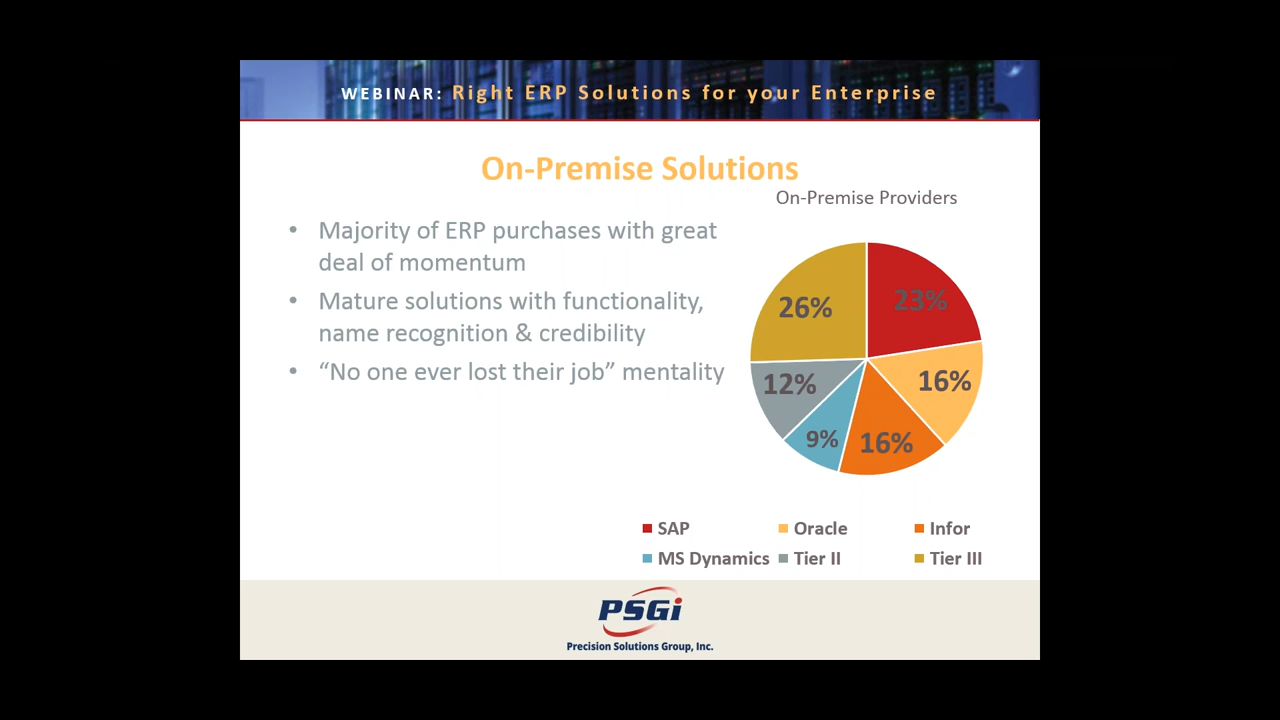 WEBINAR: Right ERP Solutions for your Enterprise
On-Premise Solutions
On-Premise Providers
• Majority of ERP purchases with great
deal of momentum
• Mature solutions with functionality,
name recognition & credibility
• “No one ever lost their job” mentality
26%
23%
12%
16%
9%
16%
SAP
Oracle
Infor
MS Dynamics
Tier II
Tier III
PSGi
Precision Solutions Group, Inc.